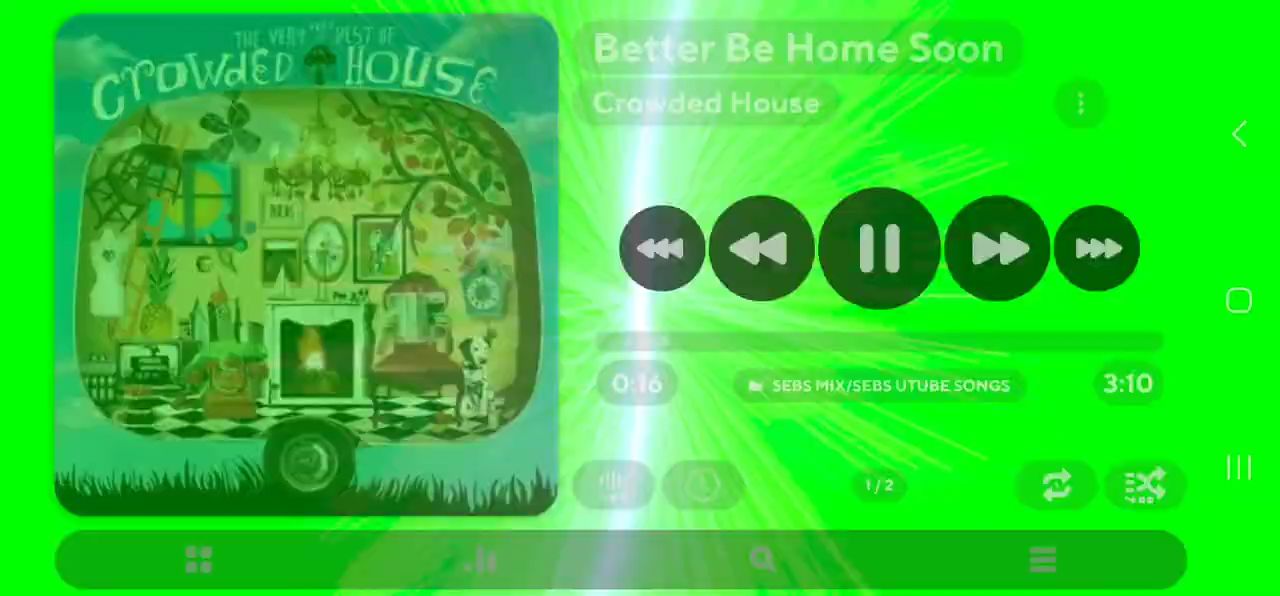 THE VERY VERY BEST OF
CROWDED HOUSE
Better Be Home Soon
Crowded House
0:16
SEBS MIX/SEBS UTUBE SONGS
3:10
1/2